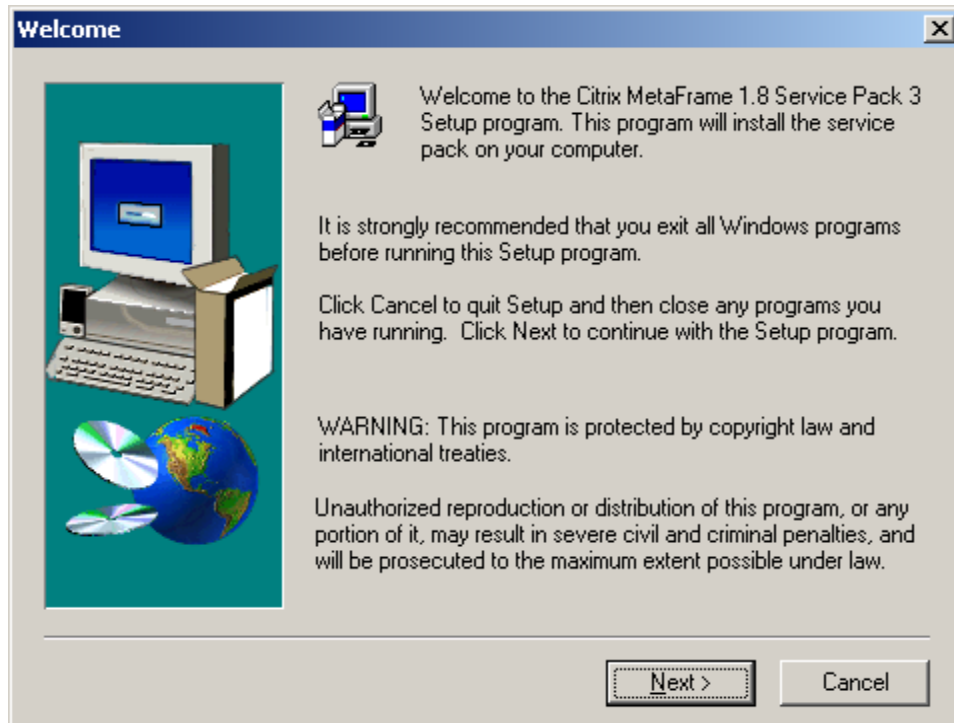 Welcome
Welcome to the Citrix MetaFrame 1.8 Service Pack 3
Setup program. This program will install the service
pack on your computer.
It is strongly recommended that you exit all Windows programs
before running this Setup program.
Click Cancel to quit Setup and then close any programs you
have running.  Click Next to continue with the Setup program.
WARNING: This program is protected by copyright law and
international treaties.
Unauthorized reproduction or distribution of this program, or any
portion of it, may result in severe civil and criminal penalties, and
will be prosecuted to the maximum extent possible under law.
Next >
Cancel